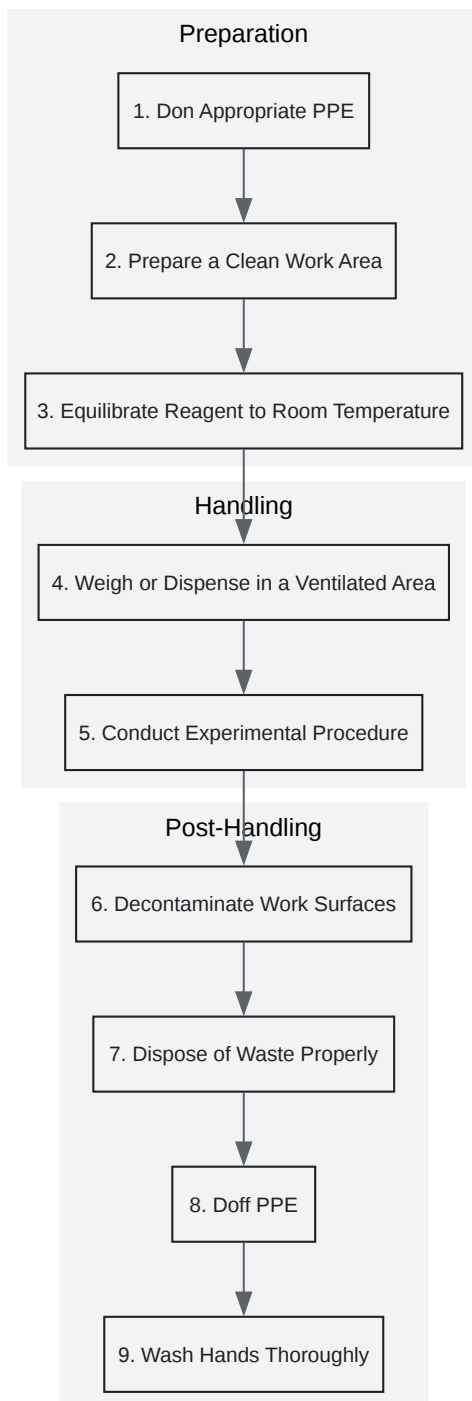 Preparation
1. Don Appropriate PPE
2. Prepare a Clean Work Area
3. Equilibrate Reagent to Room Temperature
Handling
4. Weigh or Dispense in a Ventilated Area
5. Conduct Experimental Procedure
Post-Handling
6. Decontaminate Work Surfaces
7. Dispose of Waste Properly
8. Doff PPE
9. Wash Hands Thoroughly